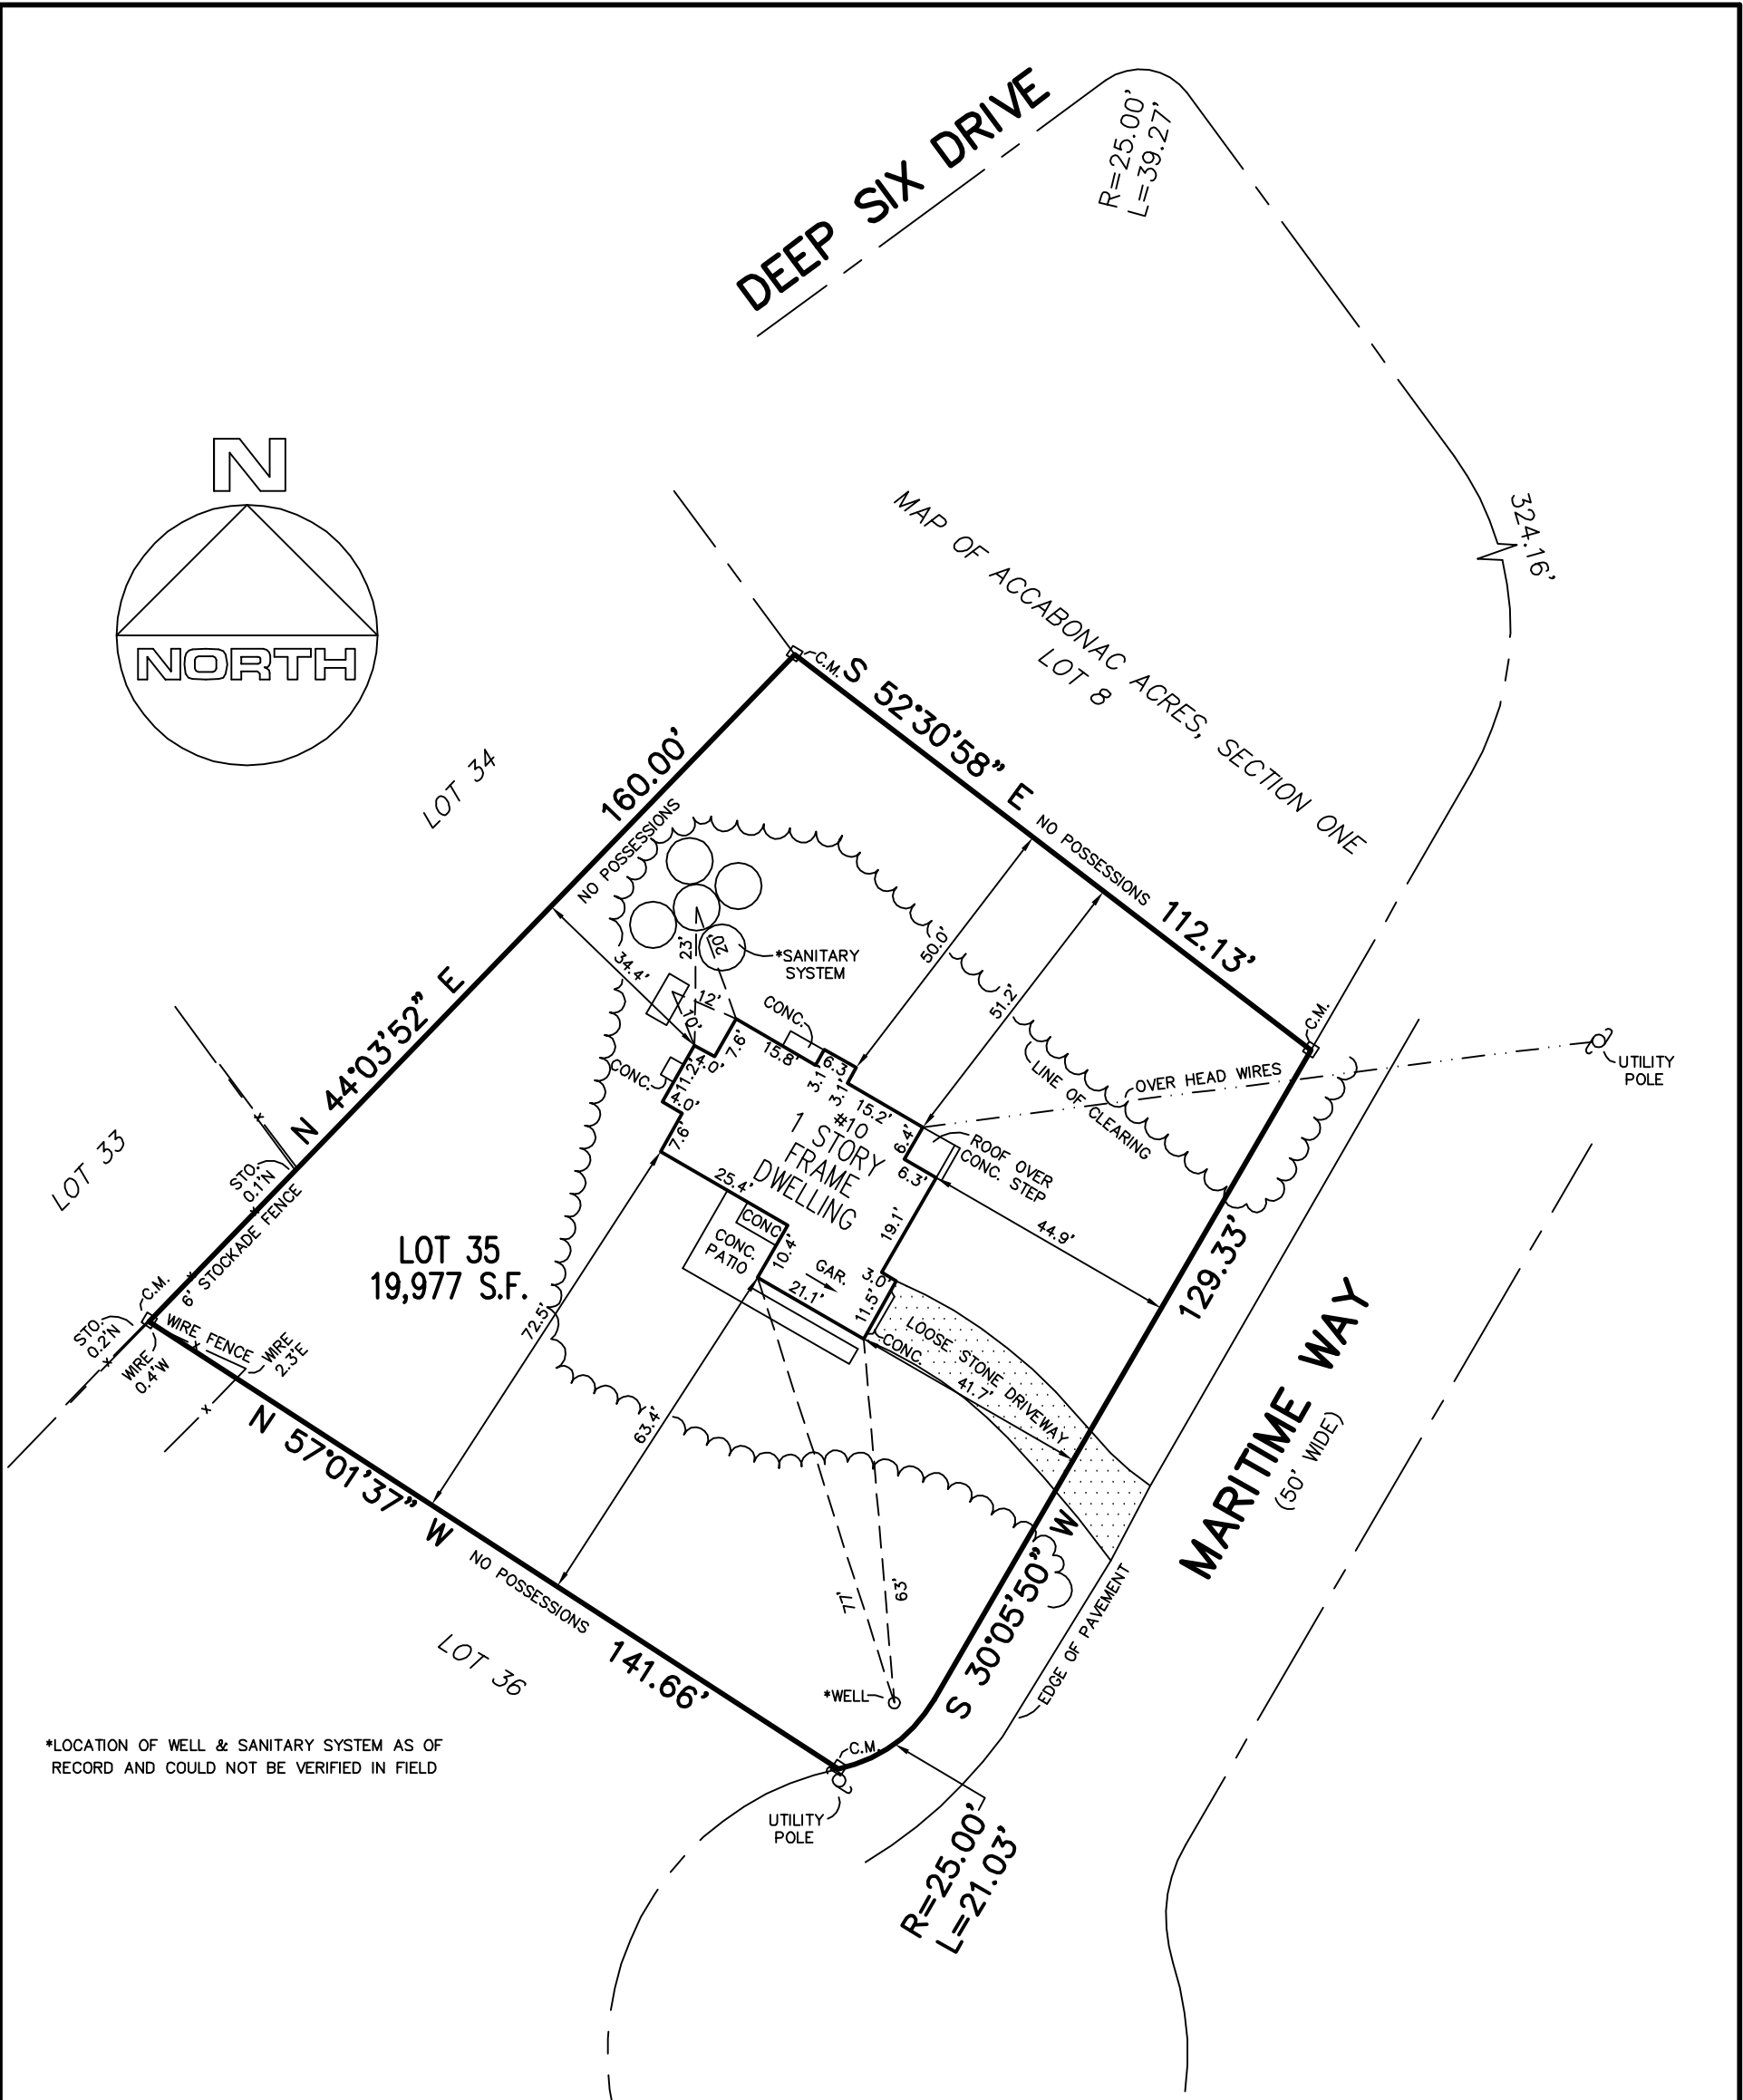 DEEP SIX DRIVE
R=25.00'
L=39.27'
324.16'
N
NORTH
MAP OF ACCABONAC ACRES, SECTION ONE
LOT 8
C.M.
S 52°30'58" E
NO POSSESSIONS
112.13'
C.M.
LOT 34
160.00'
NO POSSESSIONS
N 44°03'52" E
34.4'
23'
20'
*SANITARY
SYSTEM
50.0'
51.2'
12'
10'
CONC.
7.6'
15.8'
6.3'
3.1'
3.1'
15.2'
CONC.
11.2'
4.0'
4.0'
7.6'
#10
1 STORY
FRAME
DWELLING
6.4'
6.3'
ROOF OVER
CONC. STEP
LINE OF CLEARING
OVER HEAD WIRES
UTILITY
POLE
LOT 33
STO.
0.1'N
6' STOCKADE FENCE
25.4'
CONC.
CONC.
PATIO
10.4'
19.1'
GAR.
21.1'
3.0'
11.5'
44.9'
129.33'
LOT 35
19,977 S.F.
C.M.
STO.
0.2'N
WIRE FENCE
WIRE
0.4'W
WIRE
2.3'E
72.5'
63.4'
CONC.
LOOSE STONE DRIVEWAY
41.7'
MARITIME WAY
(50' WIDE)
N 57°01'37" W
NO POSSESSIONS
141.66'
77'
63'
S 30°05'50" W
EDGE OF PAVEMENT
LOT 36
*WELL
C.M.
UTILITY
POLE
R=25.00'
L=21.03'
*LOCATION OF WELL & SANITARY SYSTEM AS OF
RECORD AND COULD NOT BE VERIFIED IN FIELD